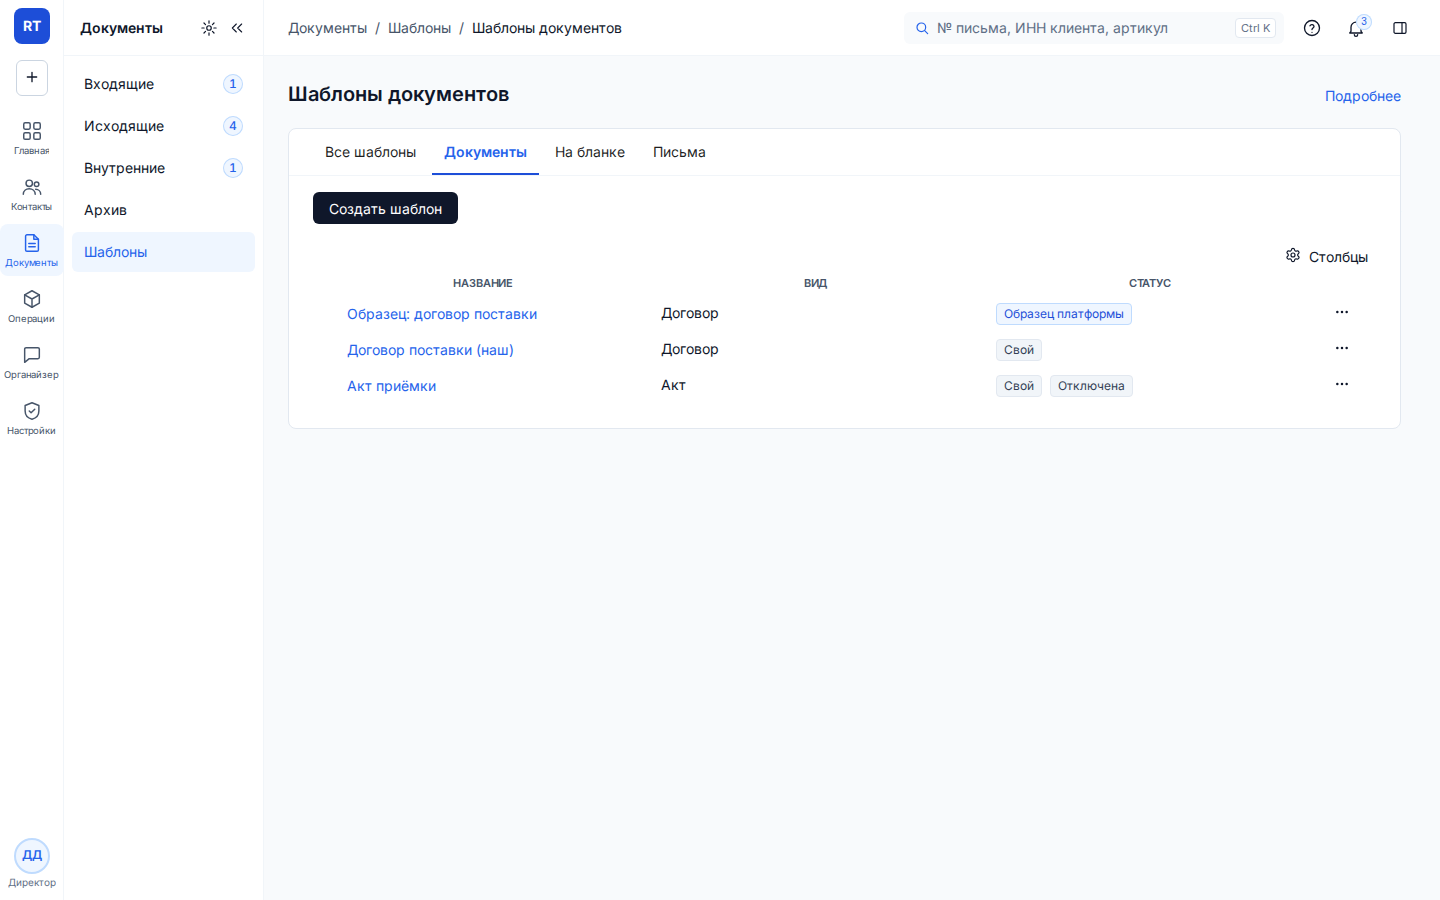 RT
Документы
Документы / Шаблоны / Шаблоны документов
№ письма, ИНН клиента, артикул
Ctrl K
3
+
Главная
Контакты
Документы
Операции
Органайзер
Настройки
ДД
Директор
Входящие 1
Исходящие 4
Внутренние 1
Архив
Шаблоны
Шаблоны документов
Подробнее
Все шаблоны Документы На бланке Письма
Создать шаблон
Столбцы
НАЗВАНИЕ ВИД СТАТУС
Образец: договор поставки Договор Образец платформы
Договор поставки (наш) Договор Свой
Акт приёмки Акт Свой Отключена